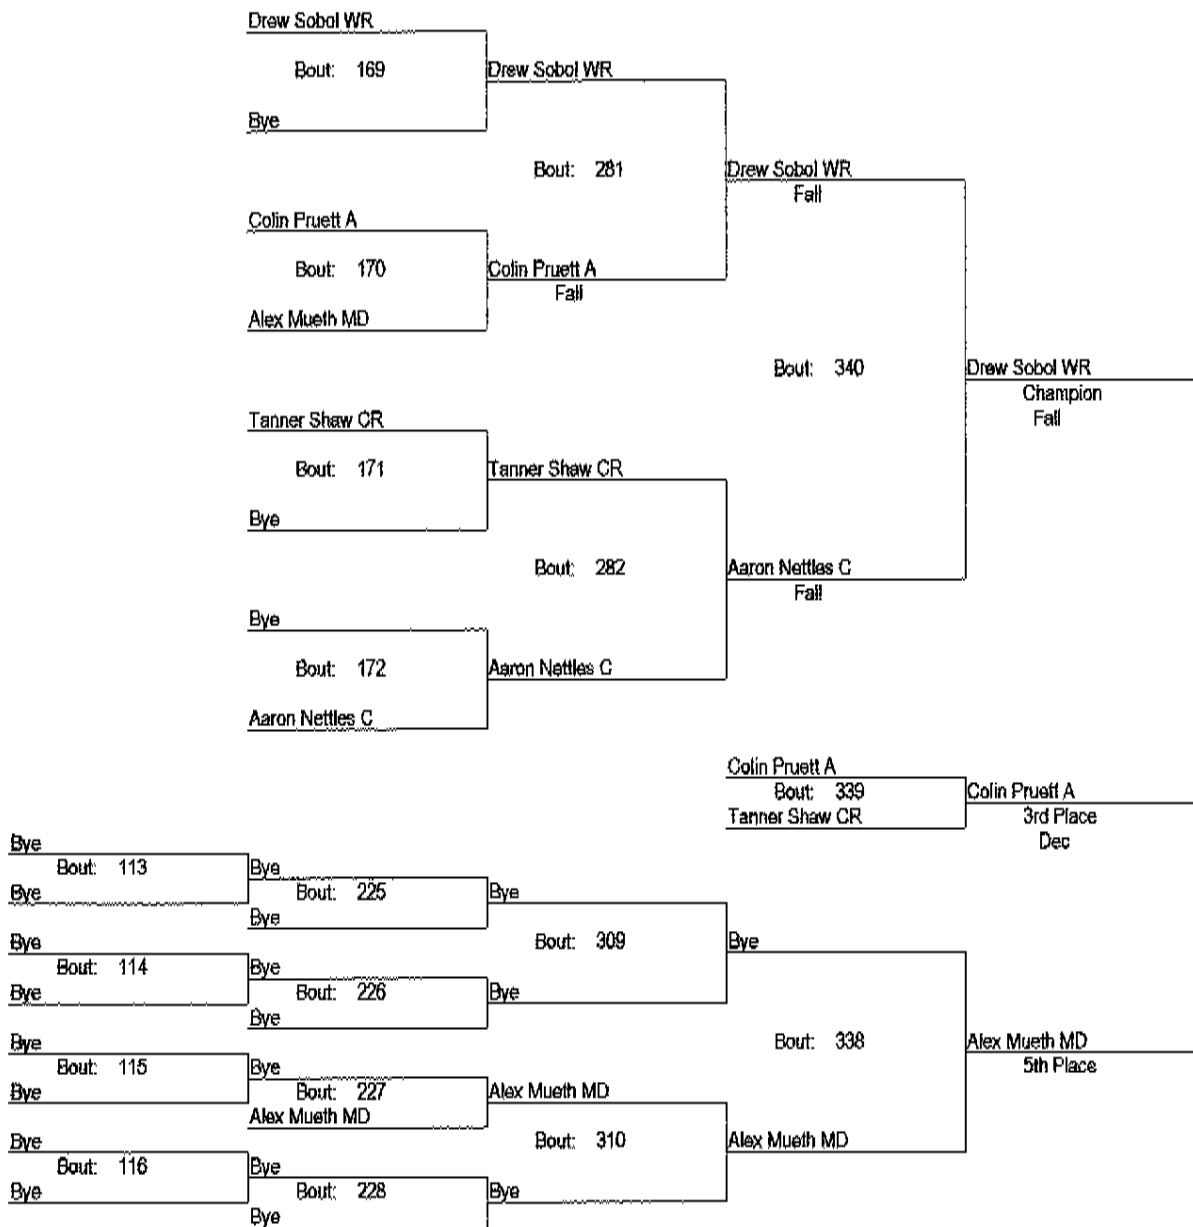 Drew Sobol WR
Bout: 169
Drew Sobol WR
Bye
Bout: 281
Drew Sobol WR
Fall
Colin Pruett A
Bout: 170
Colin Pruett A
Fall
Alex Mueth MD
Bout: 340
Drew Sobol WR
Champion
Fall
Tanner Shaw CR
Bout: 171
Tanner Shaw CR
Bye
Bout: 282
Aaron Nettles C
Fall
Bye
Bout: 172
Aaron Nettles C
Aaron Nettles C
Colin Pruett A
Bout: 339
Colin Pruett A
Tanner Shaw CR
3rd Place
Dec
Bye
Bout: 113
Bye
Bye
Bout: 225
Bye
Bye
Bout: 309
Bye
Bye
Bout: 114
Bye
Bye
Bout: 226
Bye
Bye
Bout: 338
Alex Mueth MD
5th Place
Bye
Bout: 115
Bye
Bye
Bout: 227
Alex Mueth MD
Alex Mueth MD
Bout: 310
Alex Mueth MD
Bye
Bout: 116
Bye
Bye
Bout: 228
Bye
Bye